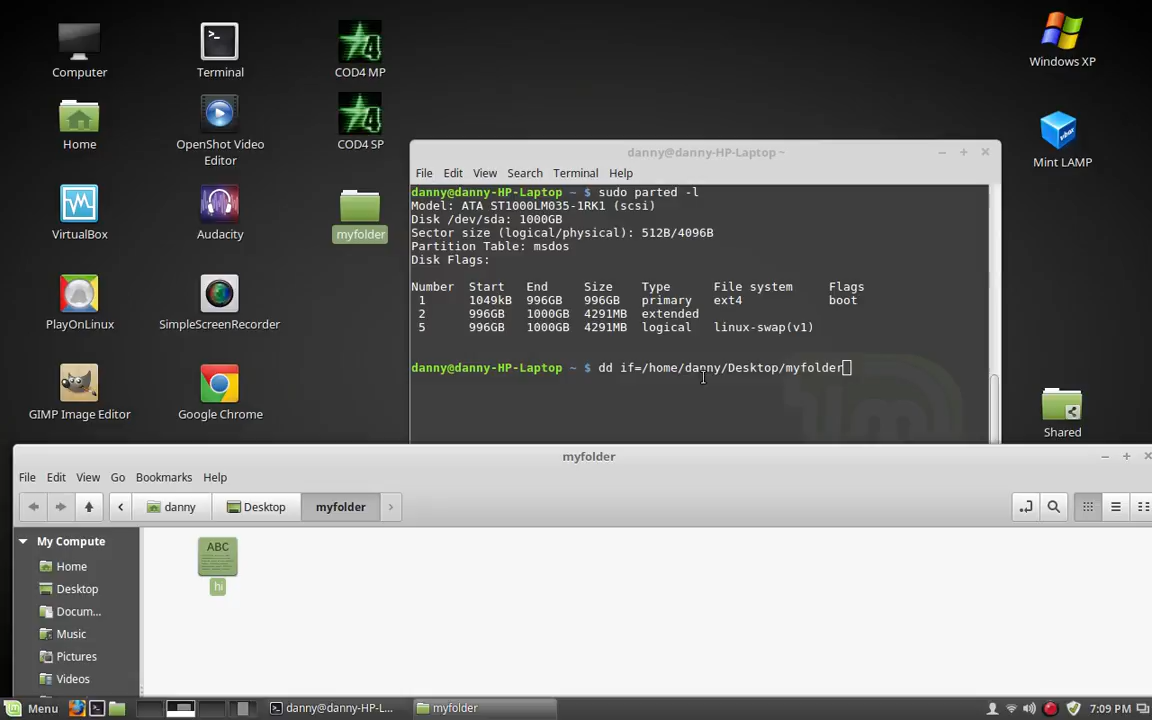 Computer
Terminal
COD4 MP
Windows XP
Home
OpenShot Video
Editor
COD4 SP
Mint LAMP
VirtualBox
Audacity
myfolder
PlayOnLinux
SimpleScreenRecorder
GIMP Image Editor
Google Chrome
Shared
danny@danny-HP-Laptop ~
File Edit View Search Terminal Help
danny@danny-HP-Laptop ~ $ sudo parted -l
Model: ATA ST1000LM035-1RK1 (scsi)
Disk /dev/sda: 1000GB
Sector size (logical/physical): 512B/4096B
Partition Table: msdos
Disk Flags:
Number Start End Size Type File system Flags
1 1049kB 996GB 996GB primary ext4 boot
2 996GB 1000GB 4291MB extended
5 996GB 1000GB 4291MB logical linux-swap(v1)
danny@danny-HP-Laptop ~ $ dd if=/home/danny/Desktop/myfolder
myfolder
File Edit View Go Bookmarks Help
danny Desktop myfolder
My Compute
Home
Desktop
Docum...
Music
Pictures
Videos
ABC
hi
Menu danny@danny-HP-L... myfolder 7:09 PM